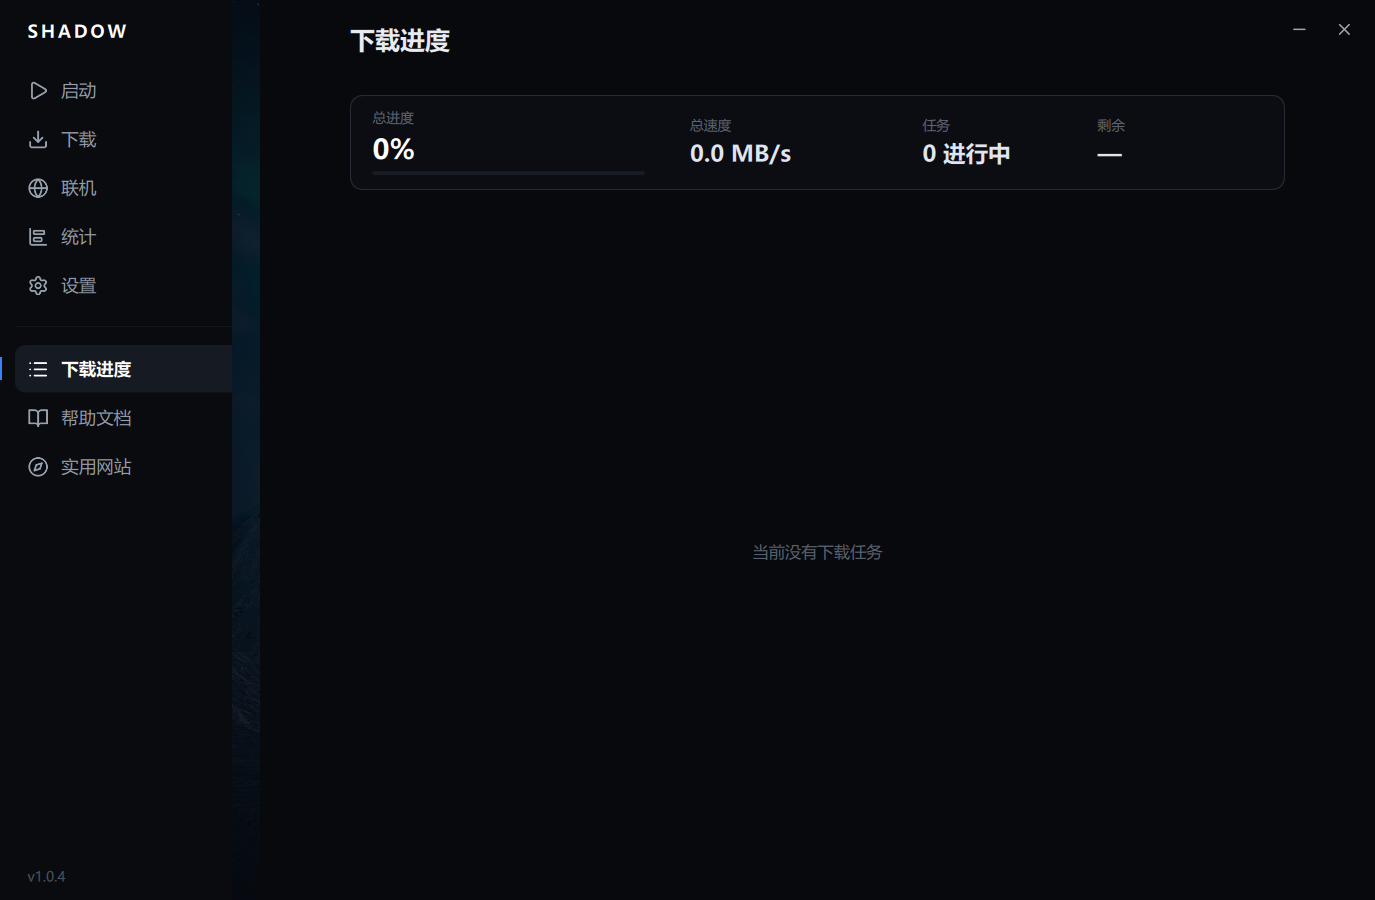 SHADOW
启动
下载
联机
统计
设置
下载进度
帮助文档
实用网站
v1.0.4
下载进度
总进度
0%
总速度
0.0 MB/s
任务
0 进行中
剩余
—
当前没有下载任务